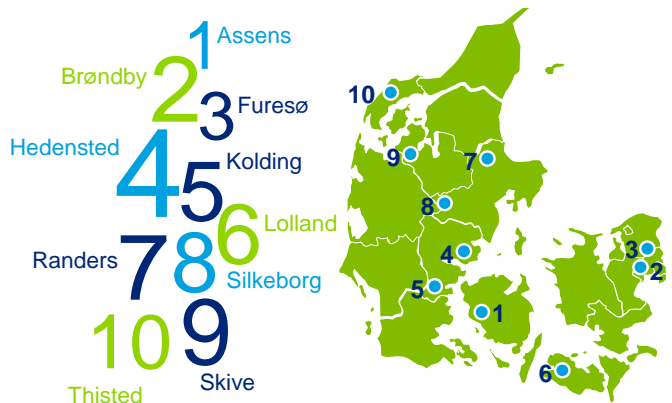 1 Assens
Brøndby 2
3 Furesø
Hedensted 4
5 Kolding
6 Lolland
Randers 7
8 Silkeborg
9
Skive
10
Thisted
10
9
7
8
4
5
1
3
2
6